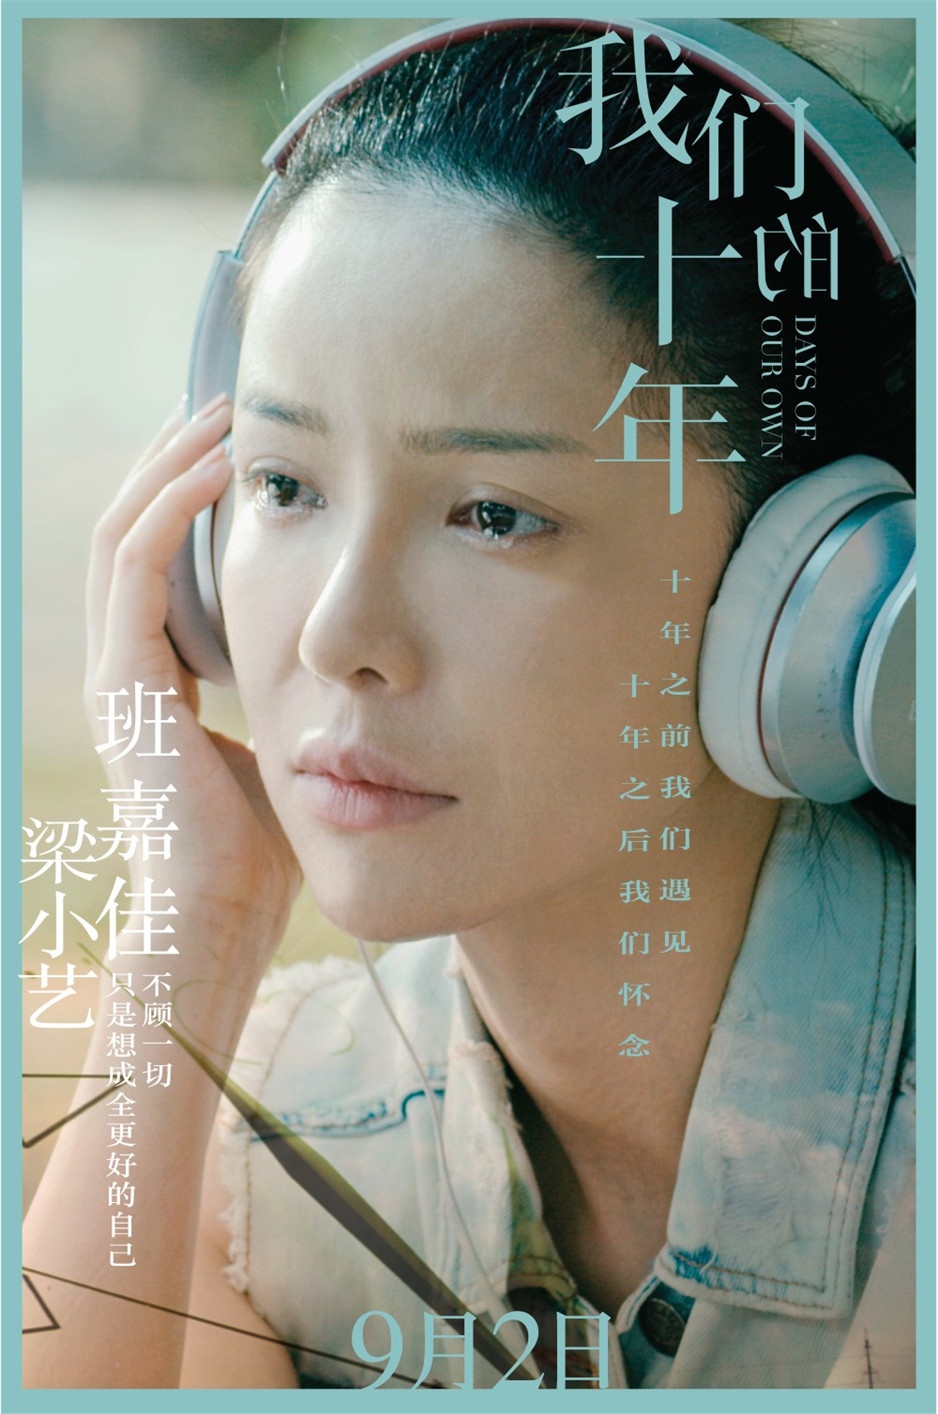 我们的
十年
DAYS OF
OUR OWN
十年之前我们遇见
十年之后我们怀念
班嘉佳
梁小艺
不顾一切
只是想成全更好的自己
9月2日